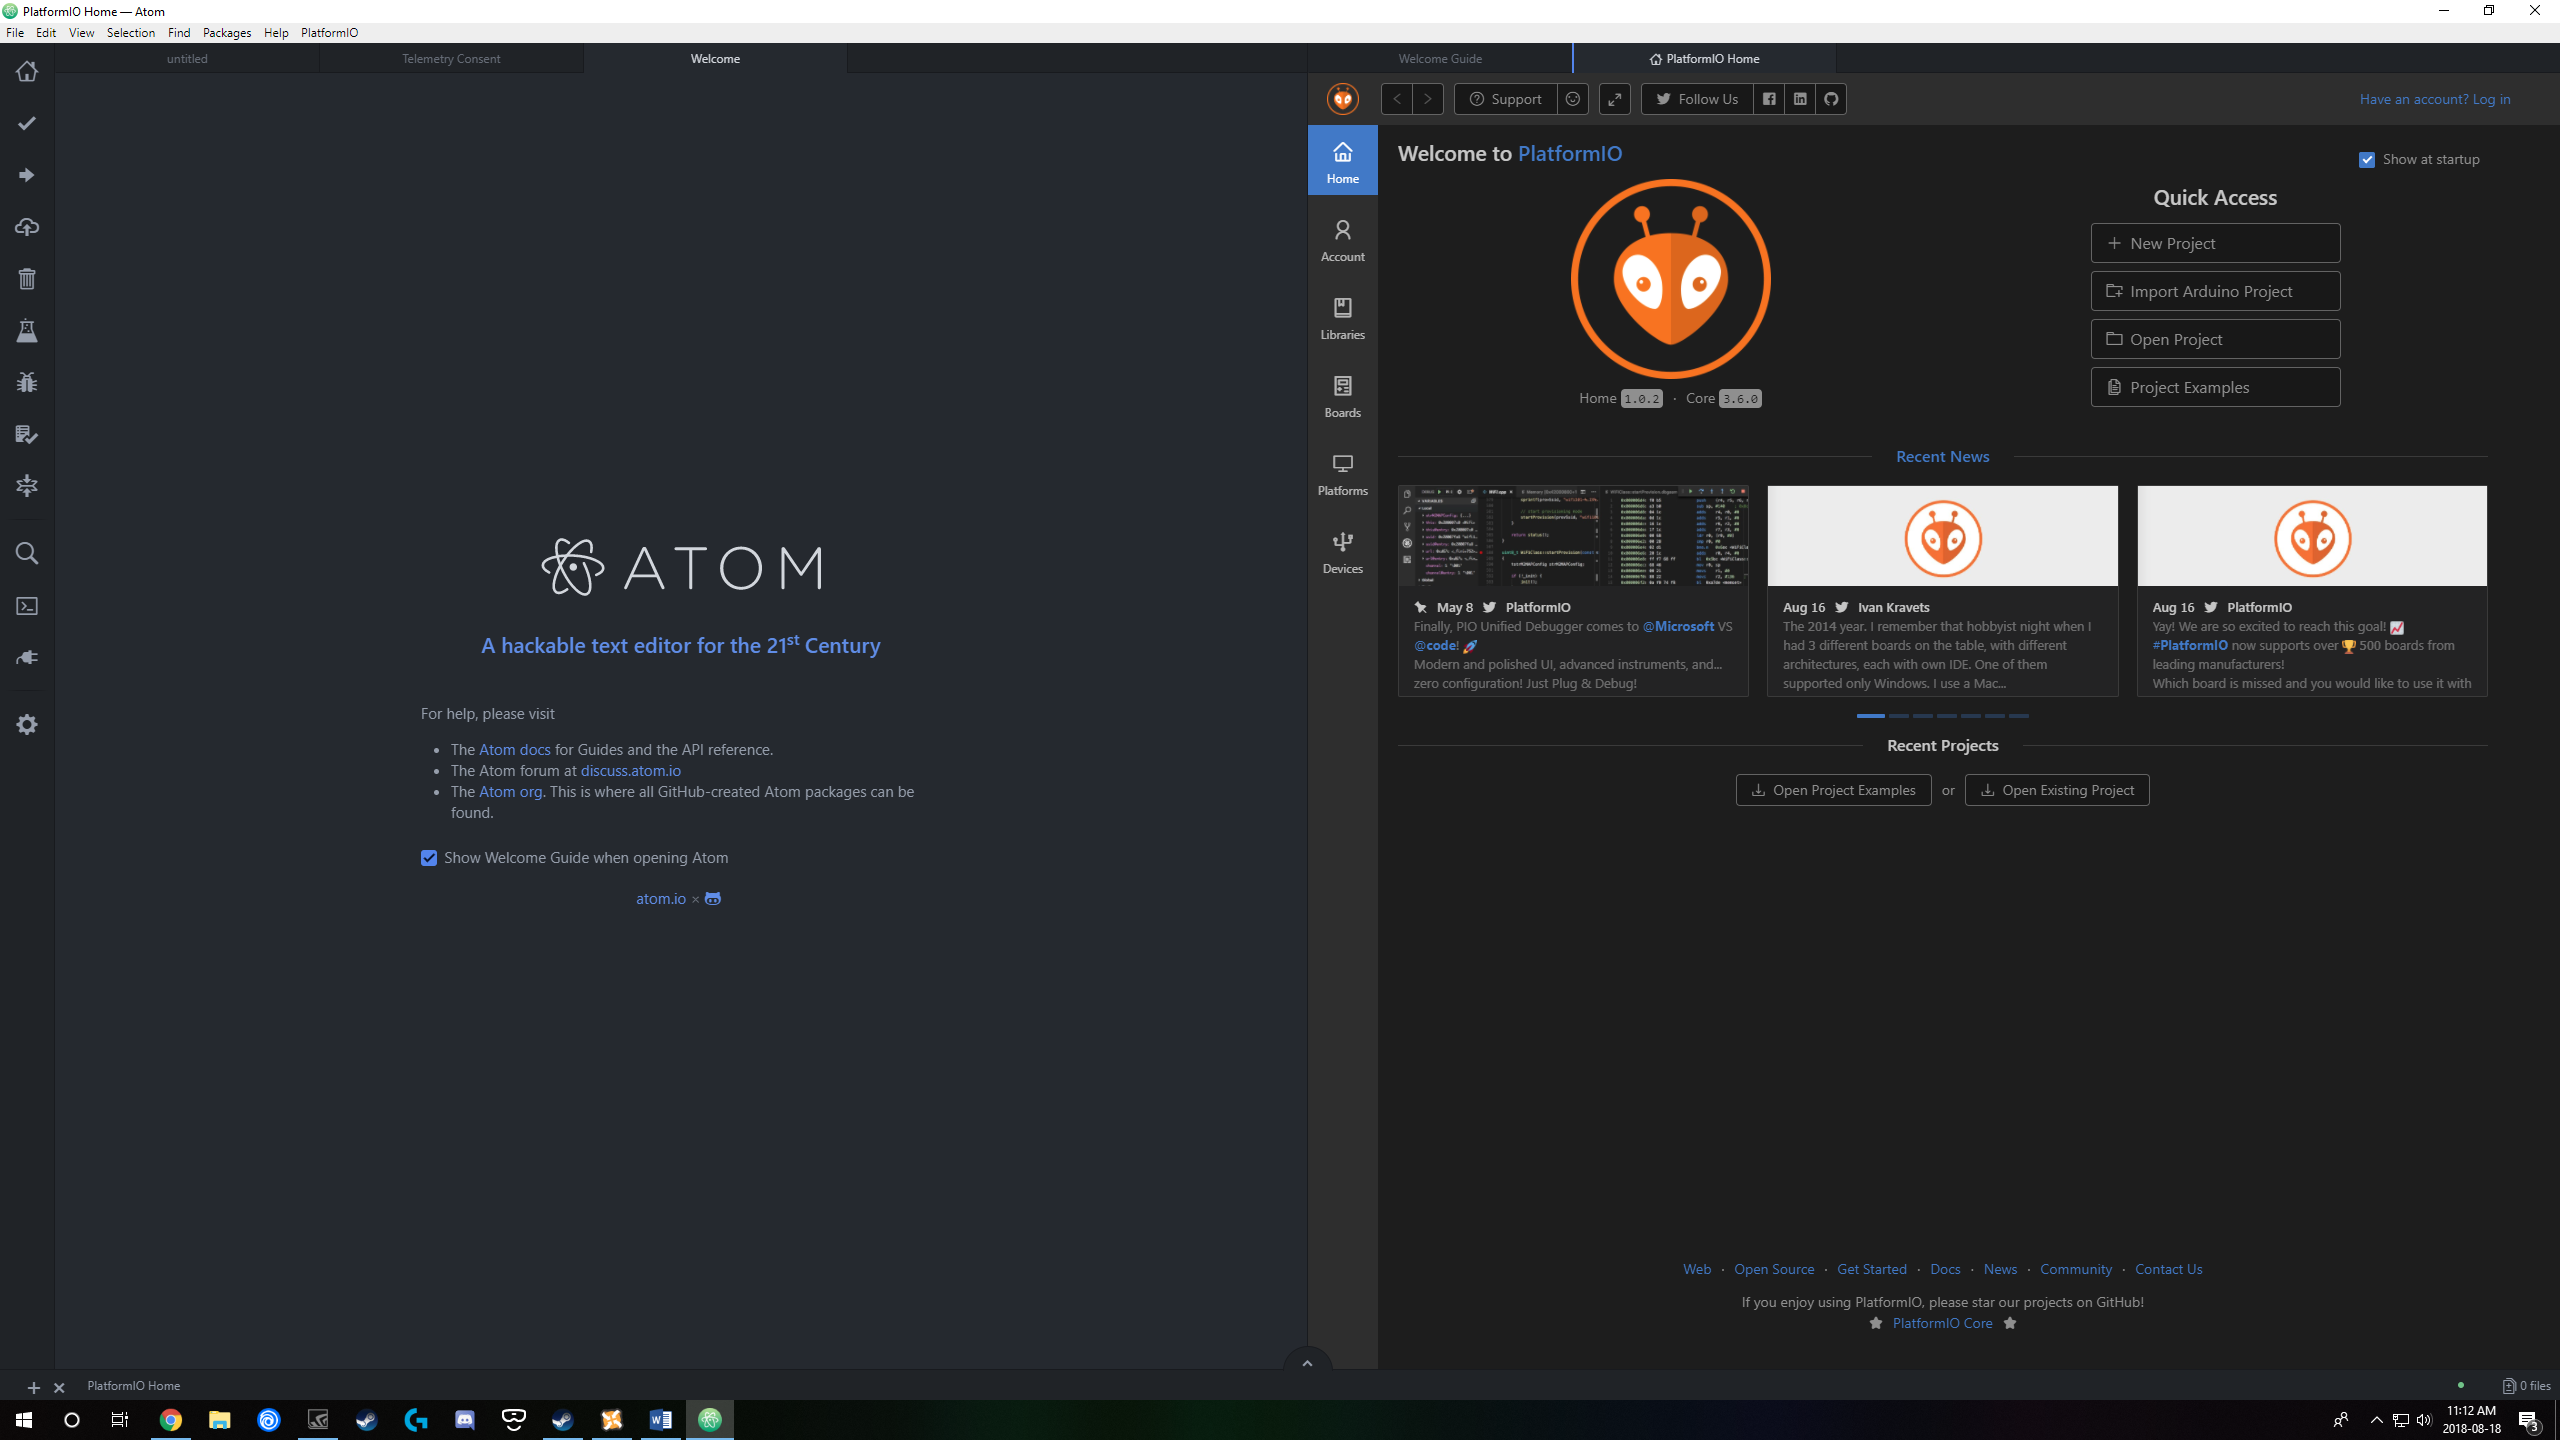 PlatformIO Home — Atom
File Edit View Selection Find Packages Help PlatformIO
untitled
Telemetry Consent
Welcome
Welcome Guide
PlatformIO Home
Support
Follow Us
Have an account? Log in
Home
Account
Libraries
Boards
Platforms
Devices
Welcome to PlatformIO
Show at startup
Quick Access
New Project
Import Arduino Project
Open Project
Project Examples
Home 1.0.2 · Core 3.6.0
Recent News
May 8 PlatformIO
Finally, PIO Unified Debugger comes to @Microsoft VS
@code! 🚀
Modern and polished UI, advanced instruments, and...
zero configuration! Just Plug & Debug!
Aug 16 Ivan Kravets
The 2014 year. I remember that hobbyist night when I
had 3 different boards on the table, with different
architectures, each with own IDE. One of them
supported only Windows. I use a Mac...
Aug 16 PlatformIO
Yay! We are so excited to reach this goal! 📈
#PlatformIO now supports over 🏆 500 boards from
leading manufacturers!
Which board is missed and you would like to use it with
Recent Projects
Open Project Examples or Open Existing Project
ATOM
A hackable text editor for the 21st Century
For help, please visit
• The Atom docs for Guides and the API reference.
• The Atom forum at discuss.atom.io
• The Atom org. This is where all GitHub-created Atom packages can be
found.
Show Welcome Guide when opening Atom
atom.io ×
Web · Open Source · Get Started · Docs · News · Community · Contact Us
If you enjoy using PlatformIO, please star our projects on GitHub!
★ PlatformIO Core ★
PlatformIO Home
0 files
11:12 AM
2018-08-18
3